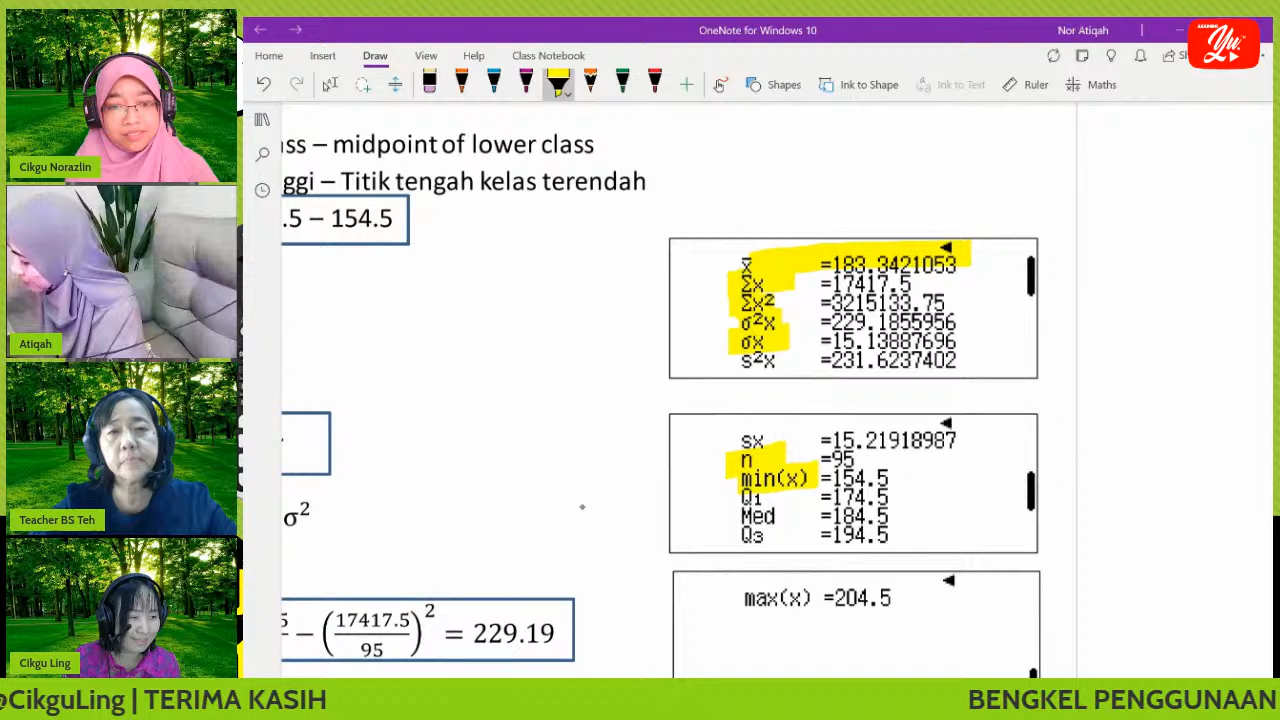 OneNote for Windows 10
Nor Atiqah
AKADEMI
Yu
Home Insert Draw View Help Class Notebook
Sh
Shapes Ink to Shape Ink to Text Ruler Maths
Cikgu Norazlin
Atiqah
Teacher BS Teh
Cikgu Ling
ss – midpoint of lower class
ggi – Titik tengah kelas terendah
.5 – 154.5
σ²
5 − (17417.5/95)² = 229.19
x̄ =183.3421053
Σx =17417.5
Σx² =3215133.75
σ²x =229.1855956
σx =15.13887696
s²x =231.6237402
sx =15.21918987
n =95
min(x) =154.5
Q₁ =174.5
Med =184.5
Q₃ =194.5
max(x) =204.5
@CikguLing | TERIMA KASIH
BENGKEL PENGGUNAAN